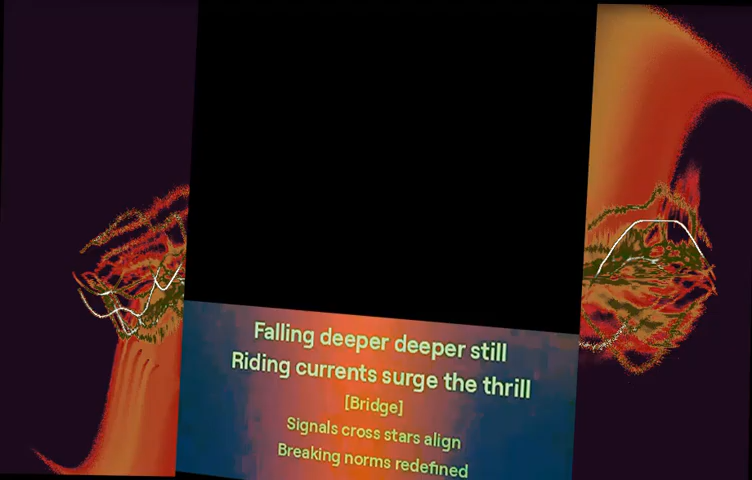 Falling deeper deeper still
Riding currents surge the thrill
[Bridge]
Signals cross stars align
Breaking norms redefined